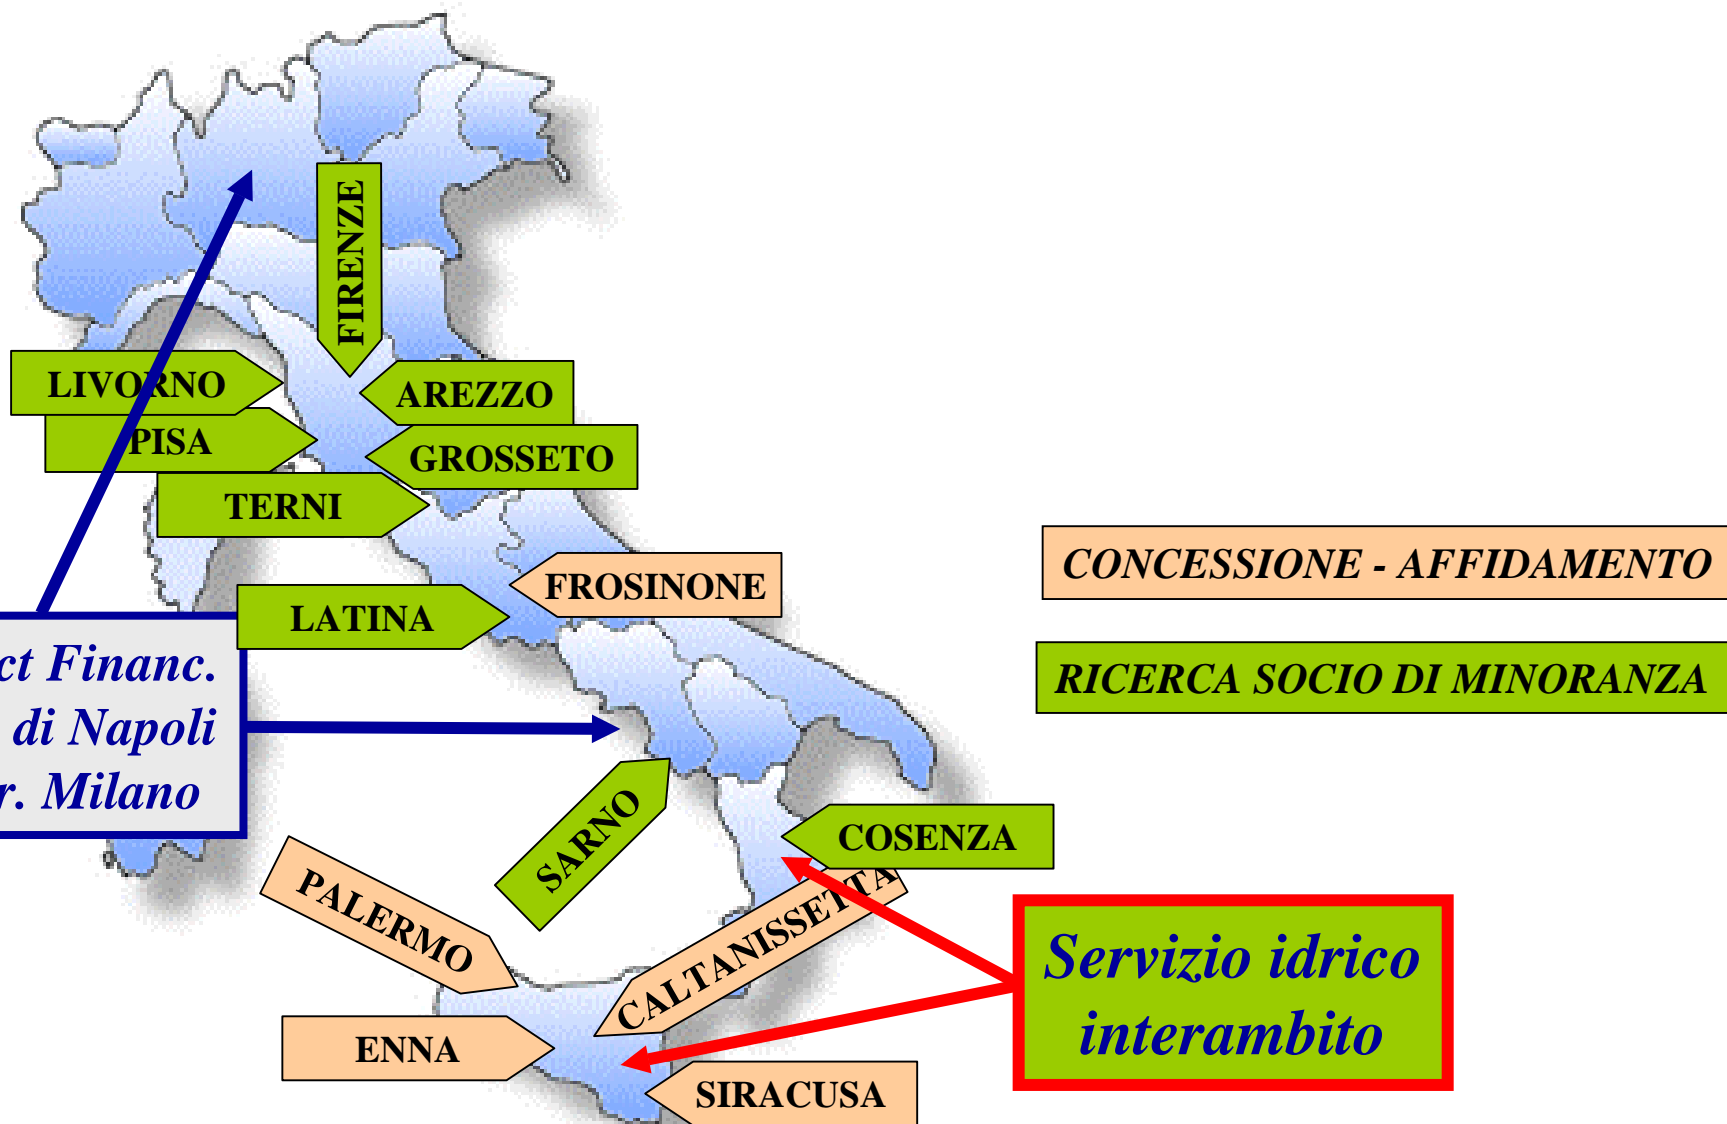 FIRENZE
LIVORNO
AREZZO
PISA
GROSSETO
TERNI
CONCESSIONE - AFFIDAMENTO
FROSINONE
LATINA
RICERCA SOCIO DI MINORANZA
Financ.
di Napoli
Milano
SARNO
COSENZA
PALERMO
CALTANISSETTA
Servizio idrico
interambito
ENNA
SIRACUSA